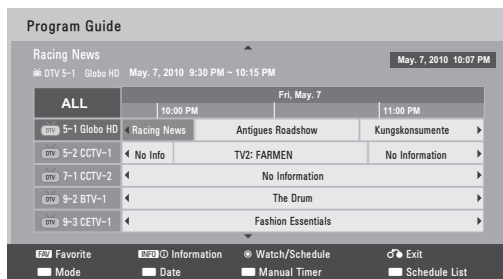 Program Guide
Racing News
May. 7, 2010 10:07 PM
DTV 5-1 Globo HD May. 7, 2010 9:30 PM ~ 10:15 PM
ALL
Fri, May. 7
10:00 PM 11:00 PM
DTV 5-1 Globo HD Racing News Antigues Roadshow Kungskonsumente
DTV 5-2 CCTV-1 No Info TV2: FARMEN No Information
DTV 7-1 CCTV-2 No Information
DTV 9-2 BTV-1 The Drum
DTV 9-3 CETV-1 Fashion Essentials
FAV Favorite INFO i Information Watch/Schedule Exit
Mode Date Manual Timer Schedule List